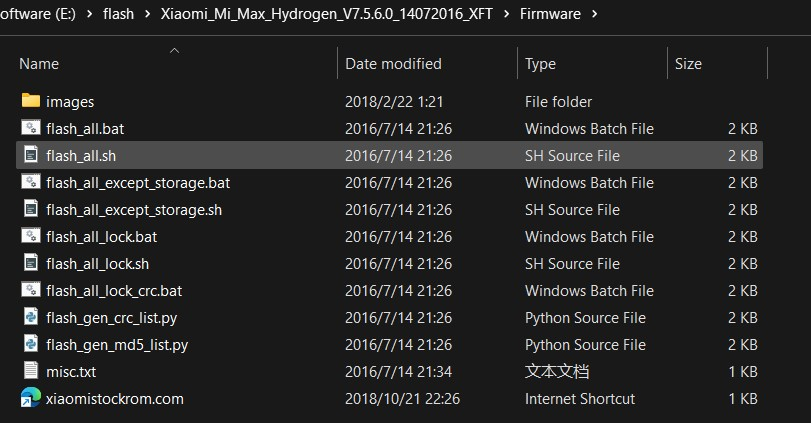 oftware (E:) > flash > Xiaomi_Mi_Max_Hydrogen_V7.5.6.0_14072016_XFT > Firmware >
Name Date modified Type Size
images 2018/2/22 1:21 File folder
flash_all.bat 2016/7/14 21:26 Windows Batch File 2 KB
flash_all.sh 2016/7/14 21:26 SH Source File 2 KB
flash_all_except_storage.bat 2016/7/14 21:26 Windows Batch File 2 KB
flash_all_except_storage.sh 2016/7/14 21:26 SH Source File 2 KB
flash_all_lock.bat 2016/7/14 21:26 Windows Batch File 2 KB
flash_all_lock.sh 2016/7/14 21:26 SH Source File 2 KB
flash_all_lock_crc.bat 2016/7/14 21:26 Windows Batch File 2 KB
flash_gen_crc_list.py 2016/7/14 21:26 Python Source File 2 KB
flash_gen_md5_list.py 2016/7/14 21:26 Python Source File 2 KB
misc.txt 2016/7/14 21:34 文本文档 1 KB
xiaomistockrom.com 2018/10/21 22:26 Internet Shortcut 1 KB